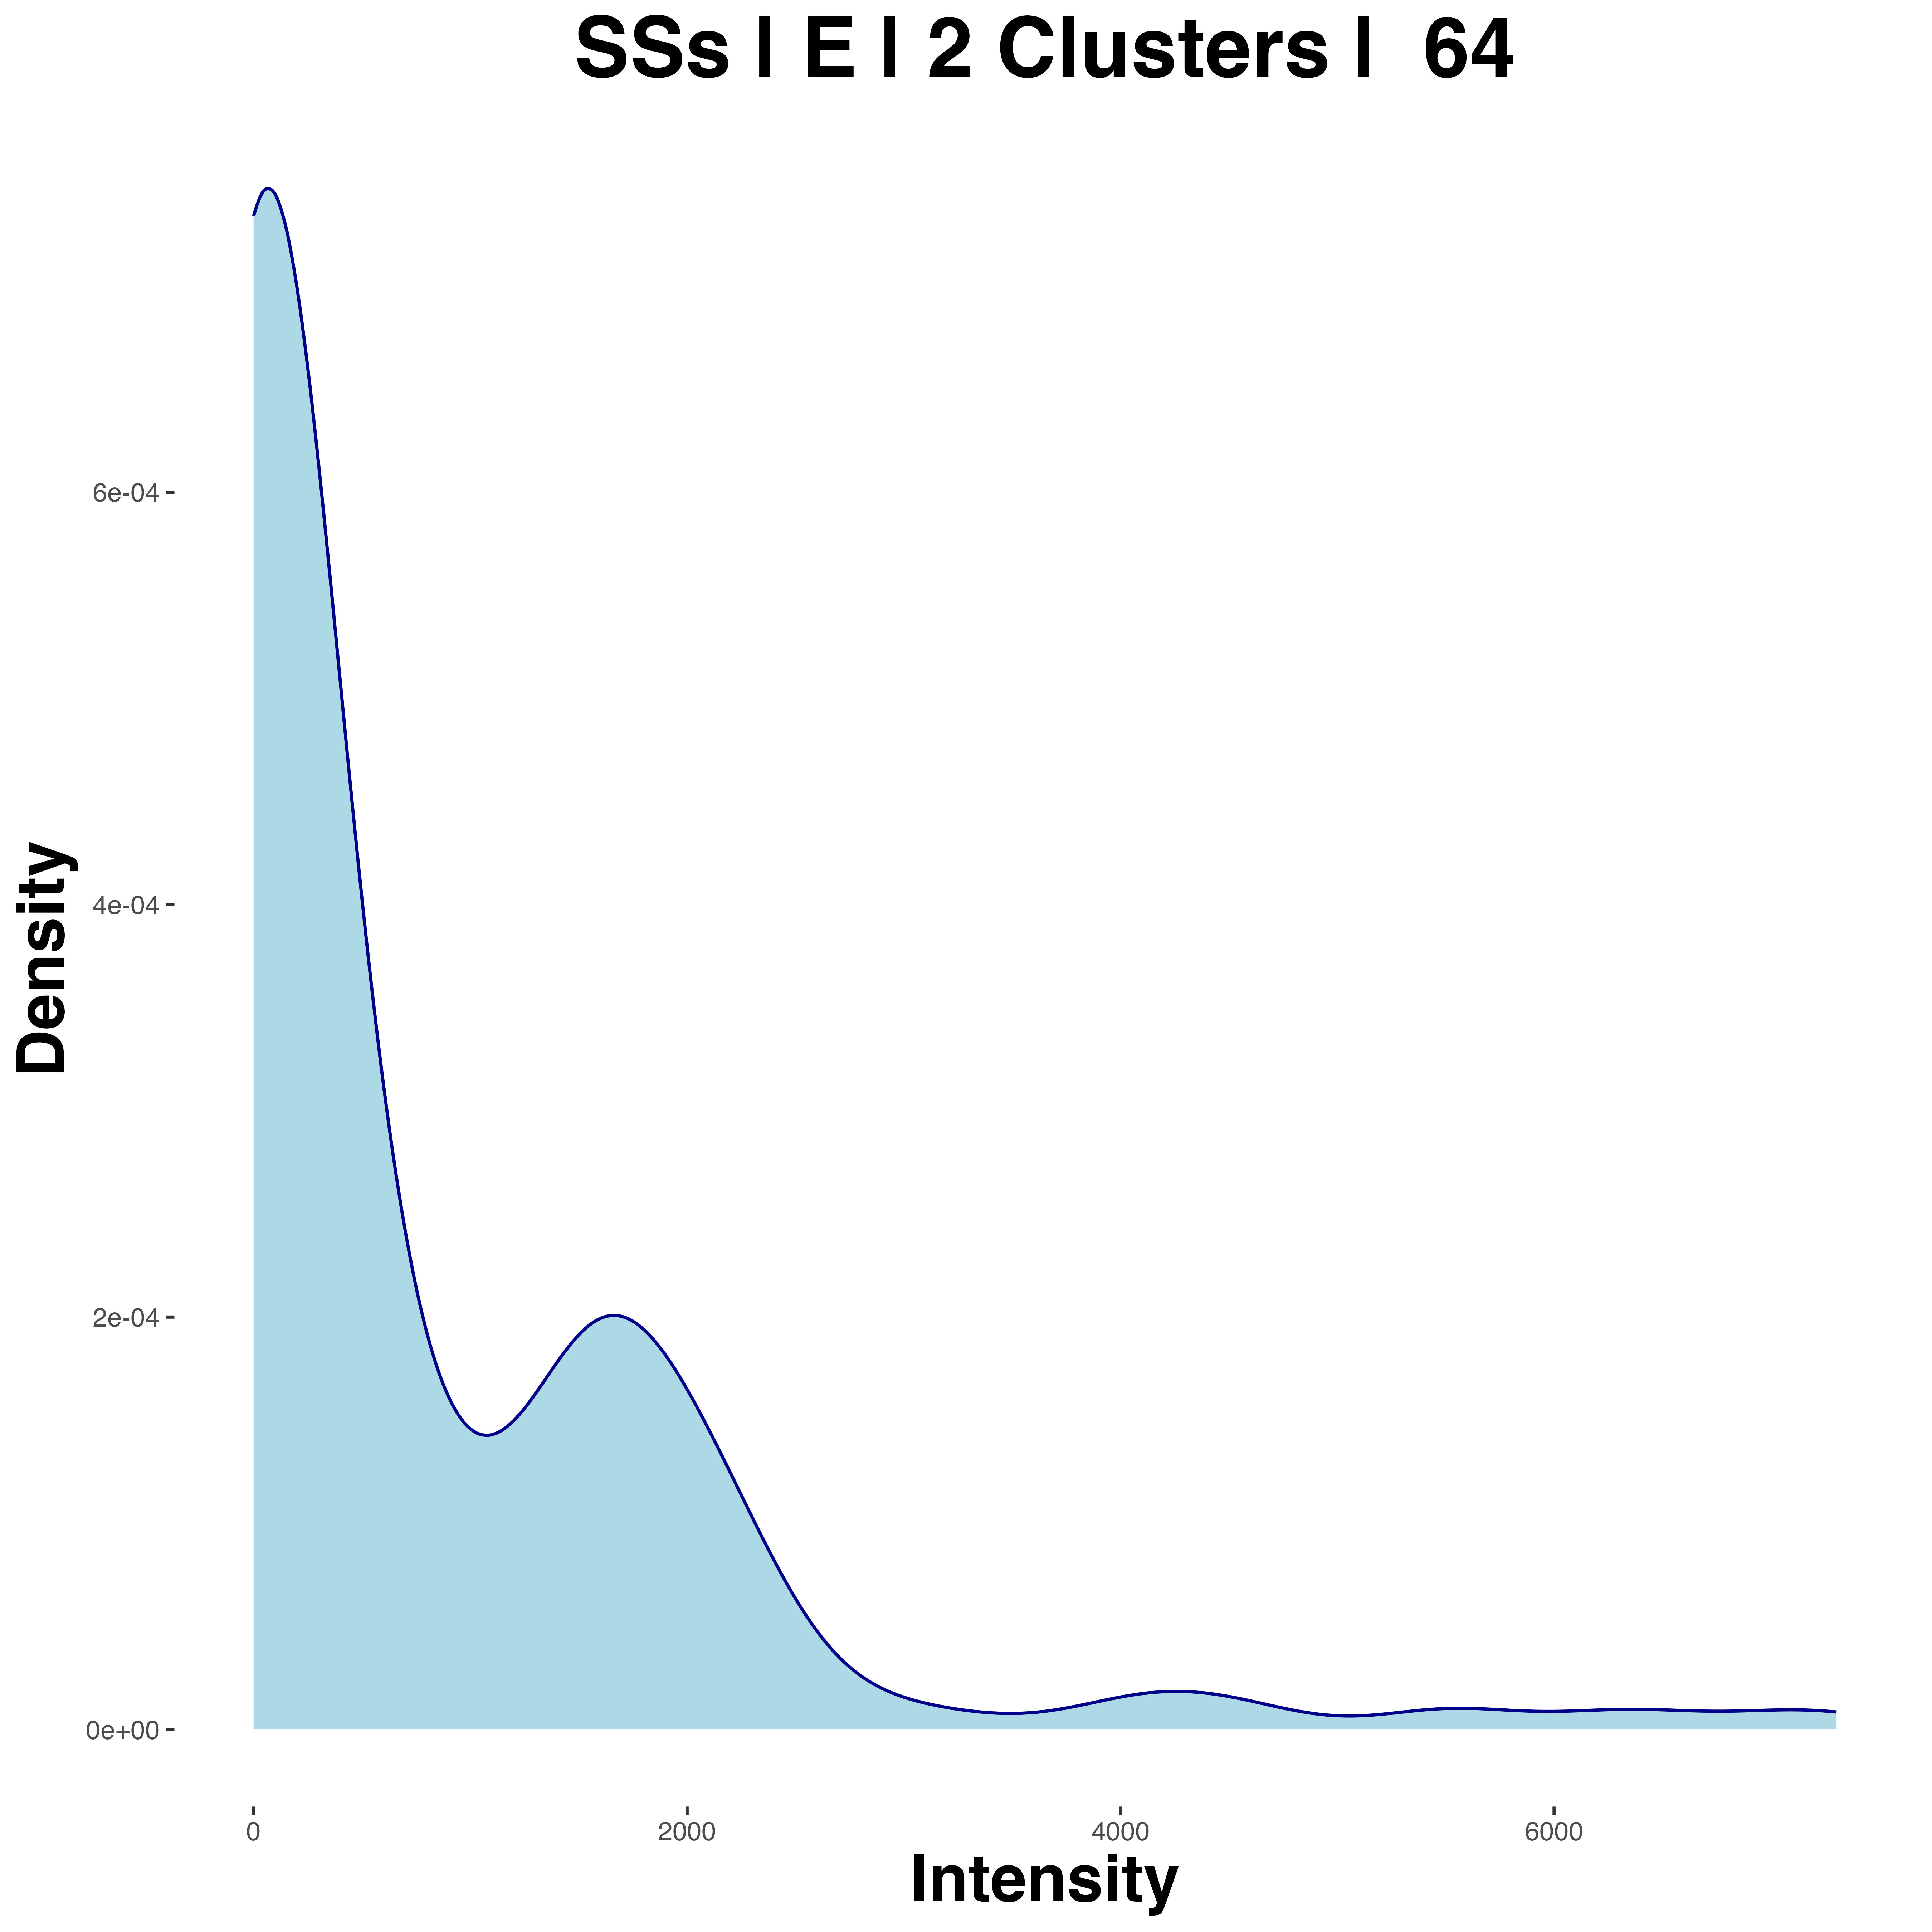 SSs | E | 2 Clusters |  64
Density
6e-04
4e-04
2e-04
0e+00
0 2000 4000 6000
Intensity